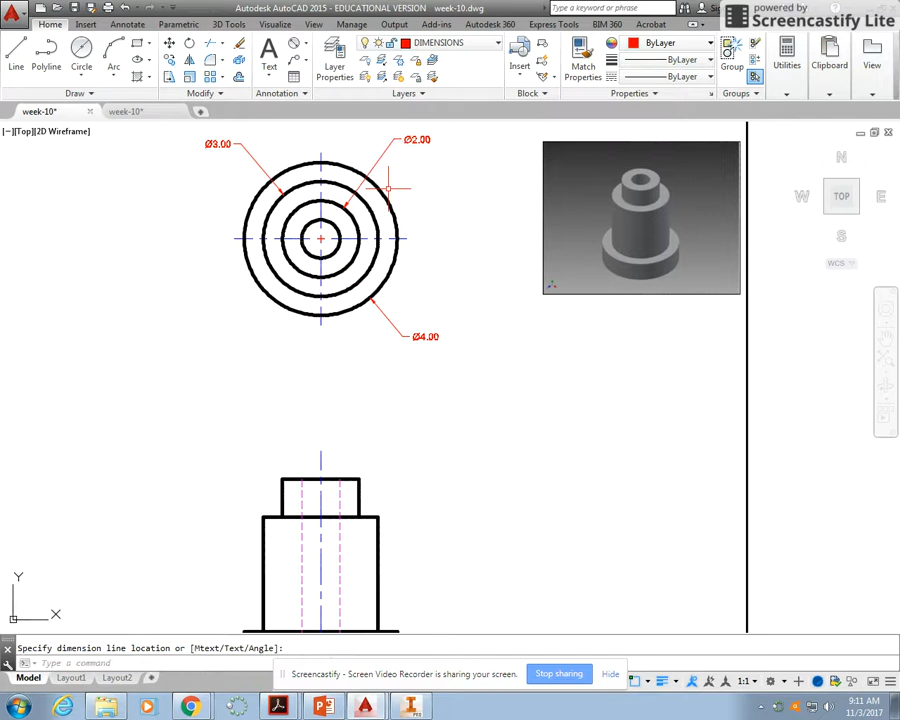 Autodesk AutoCAD 2015 - EDUCATIONAL VERSION week-10.dwg
Type a keyword or phrase
powered by
Screencastify Lite
Home Insert Annotate Parametric 3D Tools Visualize View Manage Output Add-ins Autodesk 360 Express Tools BIM 360 Acrobat
DIMENSIONS
ByLayer
ByLayer
ByLayer
Line Polyline Circle Arc
Text
Layer
Properties
Insert
Match
Properties
Group
Utilities
Clipboard
View
Draw Modify Annotation Layers Block Properties Groups
week-10* week-10*
[−][Top][2D Wireframe]
Ø3.00
Ø2.00
Ø4.00
N
W TOP E
S
WCS
Y
X
Specify dimension line location or [Mtext/Text/Angle]:
Type a command
Screencastify - Screen Video Recorder is sharing your screen. Stop sharing Hide
Model Layout1 Layout2
1:1
9:11 AM
11/3/2017